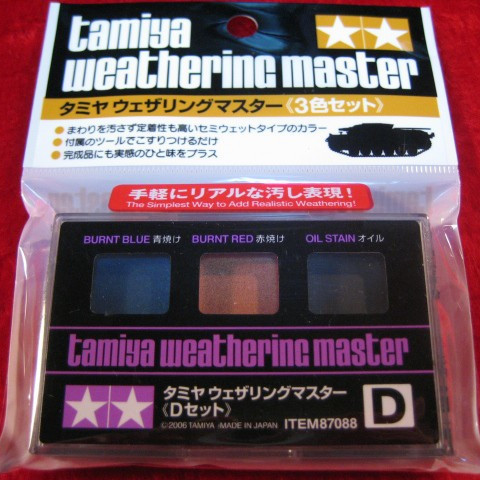 tamiya
weathering master
タミヤ ウェザリングマスター《3色セット》
●まわりを汚さず定着性も高いセミウェットタイプのカラー
●付属のツールでこすりつけるだけ
●完成品にも実感のひと味をプラス
手軽にリアルな汚し表現！
The Simplest Way to Add Realistic Weathering!
BURNT BLUE 青焼け BURNT RED 赤焼け OIL STAIN オイル
tamiya weathering master
タミヤ ウェザリングマスター
《Dセット》
©2006 TAMIYA MADE IN JAPAN ITEM87088
D